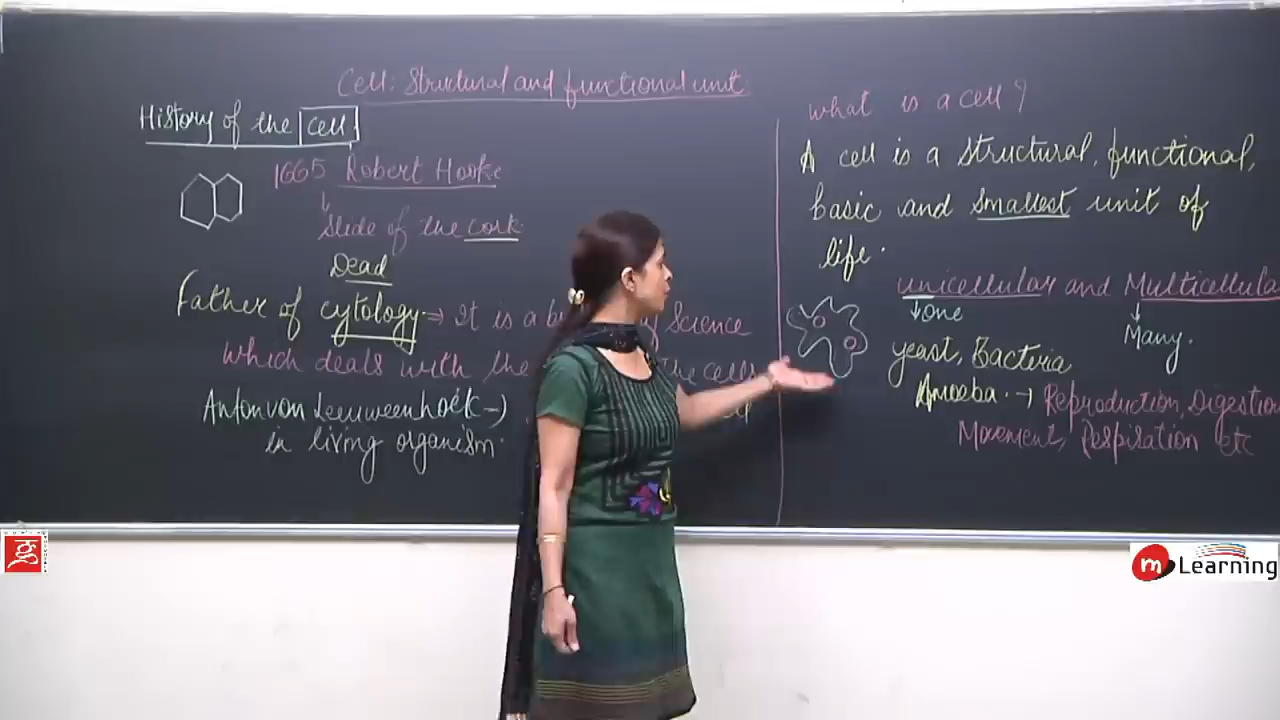 Cell: Structural and functional unit
History of the cell.
1665 Robert Hooke
Slide of the cork.
Dead
Father of cytology → It is a b Science
which deals with the the cells
Antonvon Leeuweenhoek →
in living organism.
what is a cell?
A cell is a structural, functional,
basic and smallest unit of
life.
unicellular and Multicellula
one
Many.
yeast, Bacteria
Amoeba. → Reproduction, Digestion
Movement, Respiration etc
m Learning